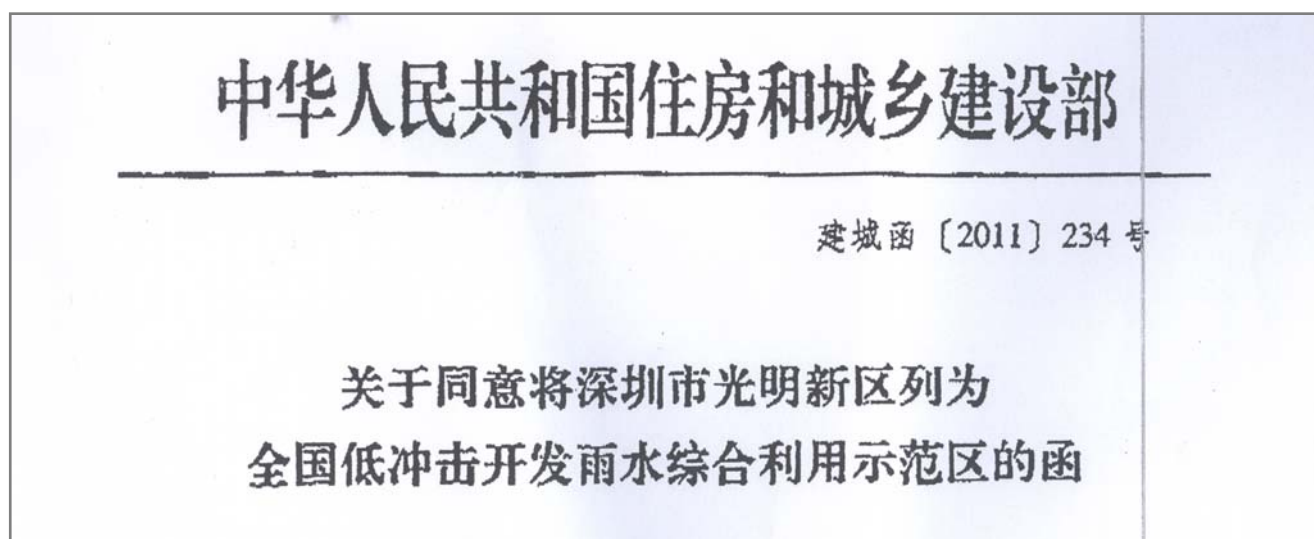 中华人民共和国住房和城乡建设部
建城函〔2011〕234号
关于同意将深圳市光明新区列为
全国低冲击开发雨水综合利用示范区的函